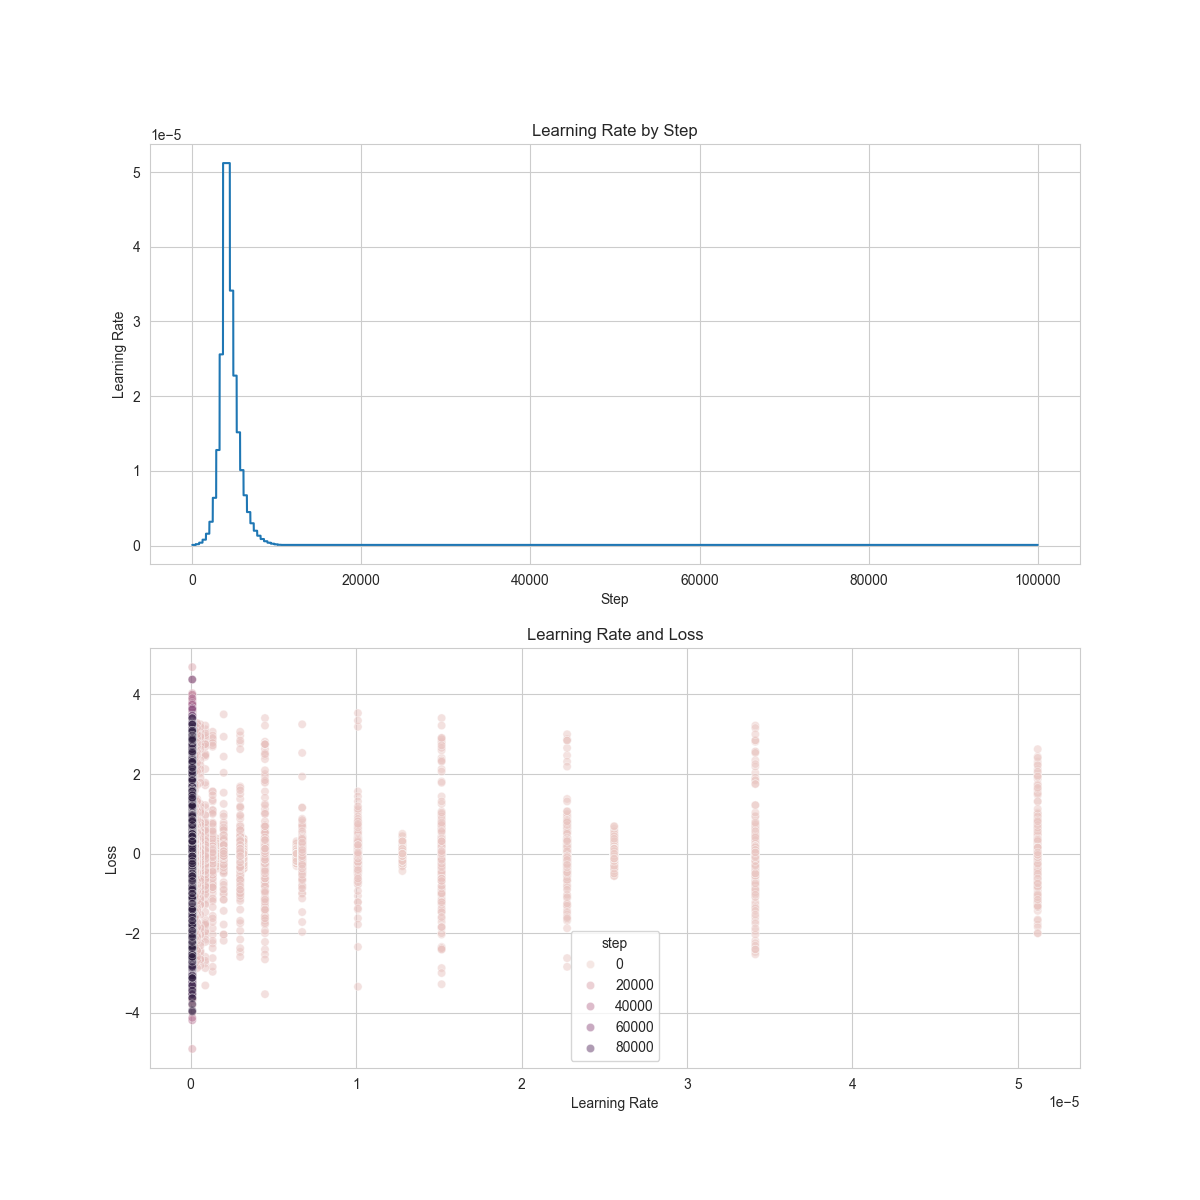 Learning Rate by Step
1e−5
5
4
3
2
1
0
Learning Rate
0 20000 40000 60000 80000 100000
Step
Learning Rate and Loss
4
2
0
−2
−4
Loss
step
0
20000
40000
60000
80000
0 1 2 3 4 5
Learning Rate
1e−5